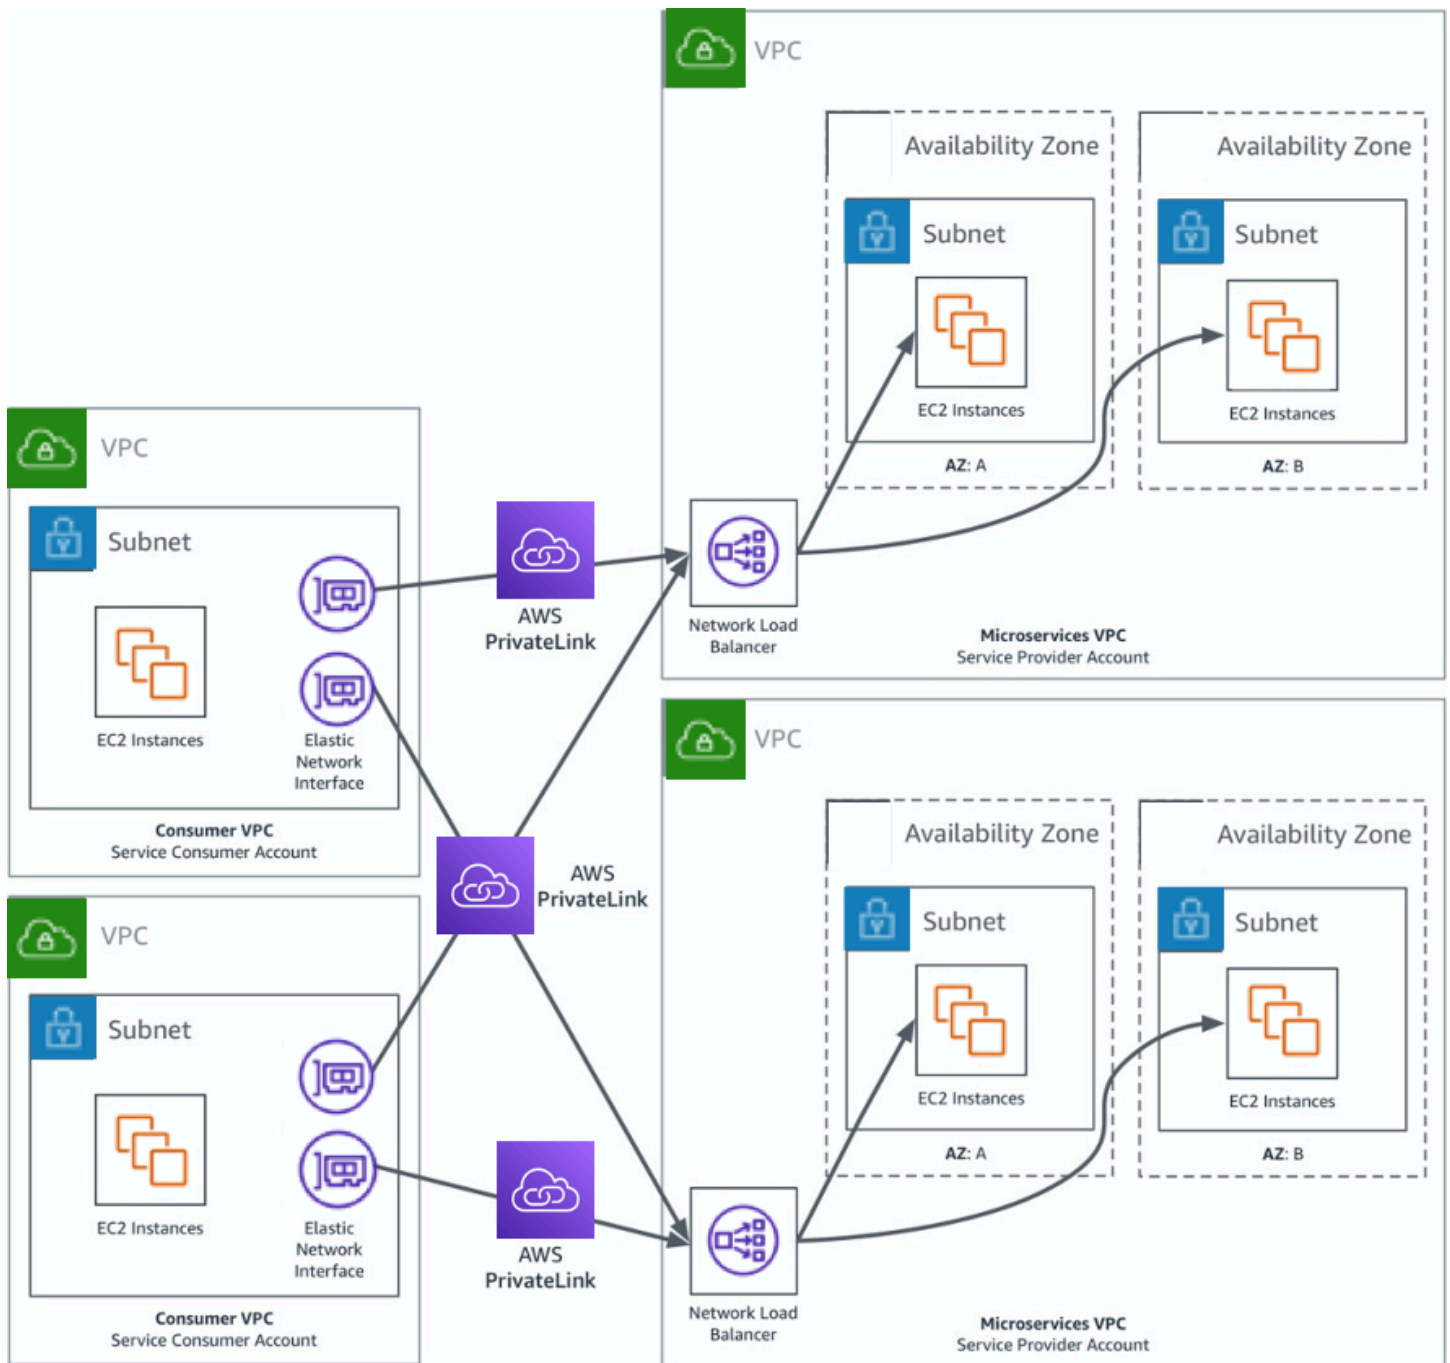 VPC
Availability Zone
Availability Zone
Subnet
Subnet
EC2 Instances
EC2 Instances
AZ: A
AZ: B
Network Load
Balancer
Microservices VPC
Service Provider Account
VPC
Subnet
EC2 Instances
Elastic
Network
Interface
Consumer VPC
Service Consumer Account
AWS
PrivateLink
AWS
PrivateLink
VPC
Availability Zone
Availability Zone
Subnet
Subnet
EC2 Instances
EC2 Instances
AZ: A
AZ: B
Network Load
Balancer
Microservices VPC
Service Provider Account
VPC
Subnet
EC2 Instances
Elastic
Network
Interface
Consumer VPC
Service Consumer Account
AWS
PrivateLink